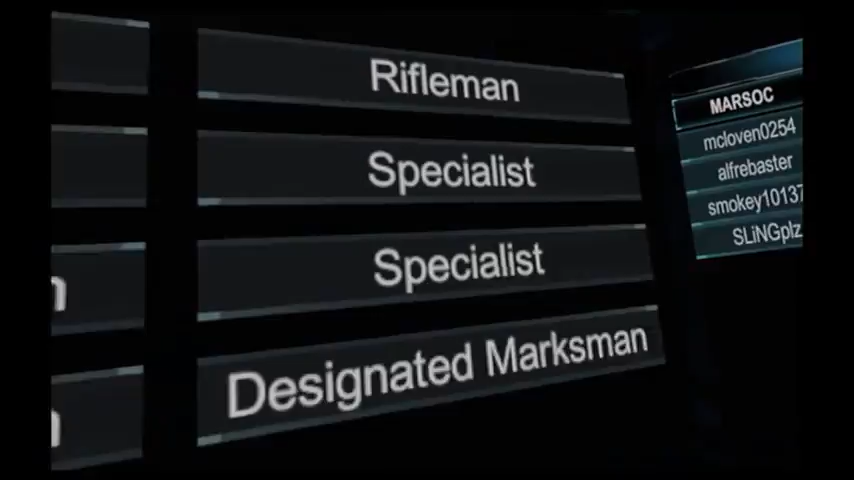 Rifleman
Specialist
Specialist
Designated Marksman
MARSOC
mcloven0254
alfrebaster
smokey10137
SLiNGplz